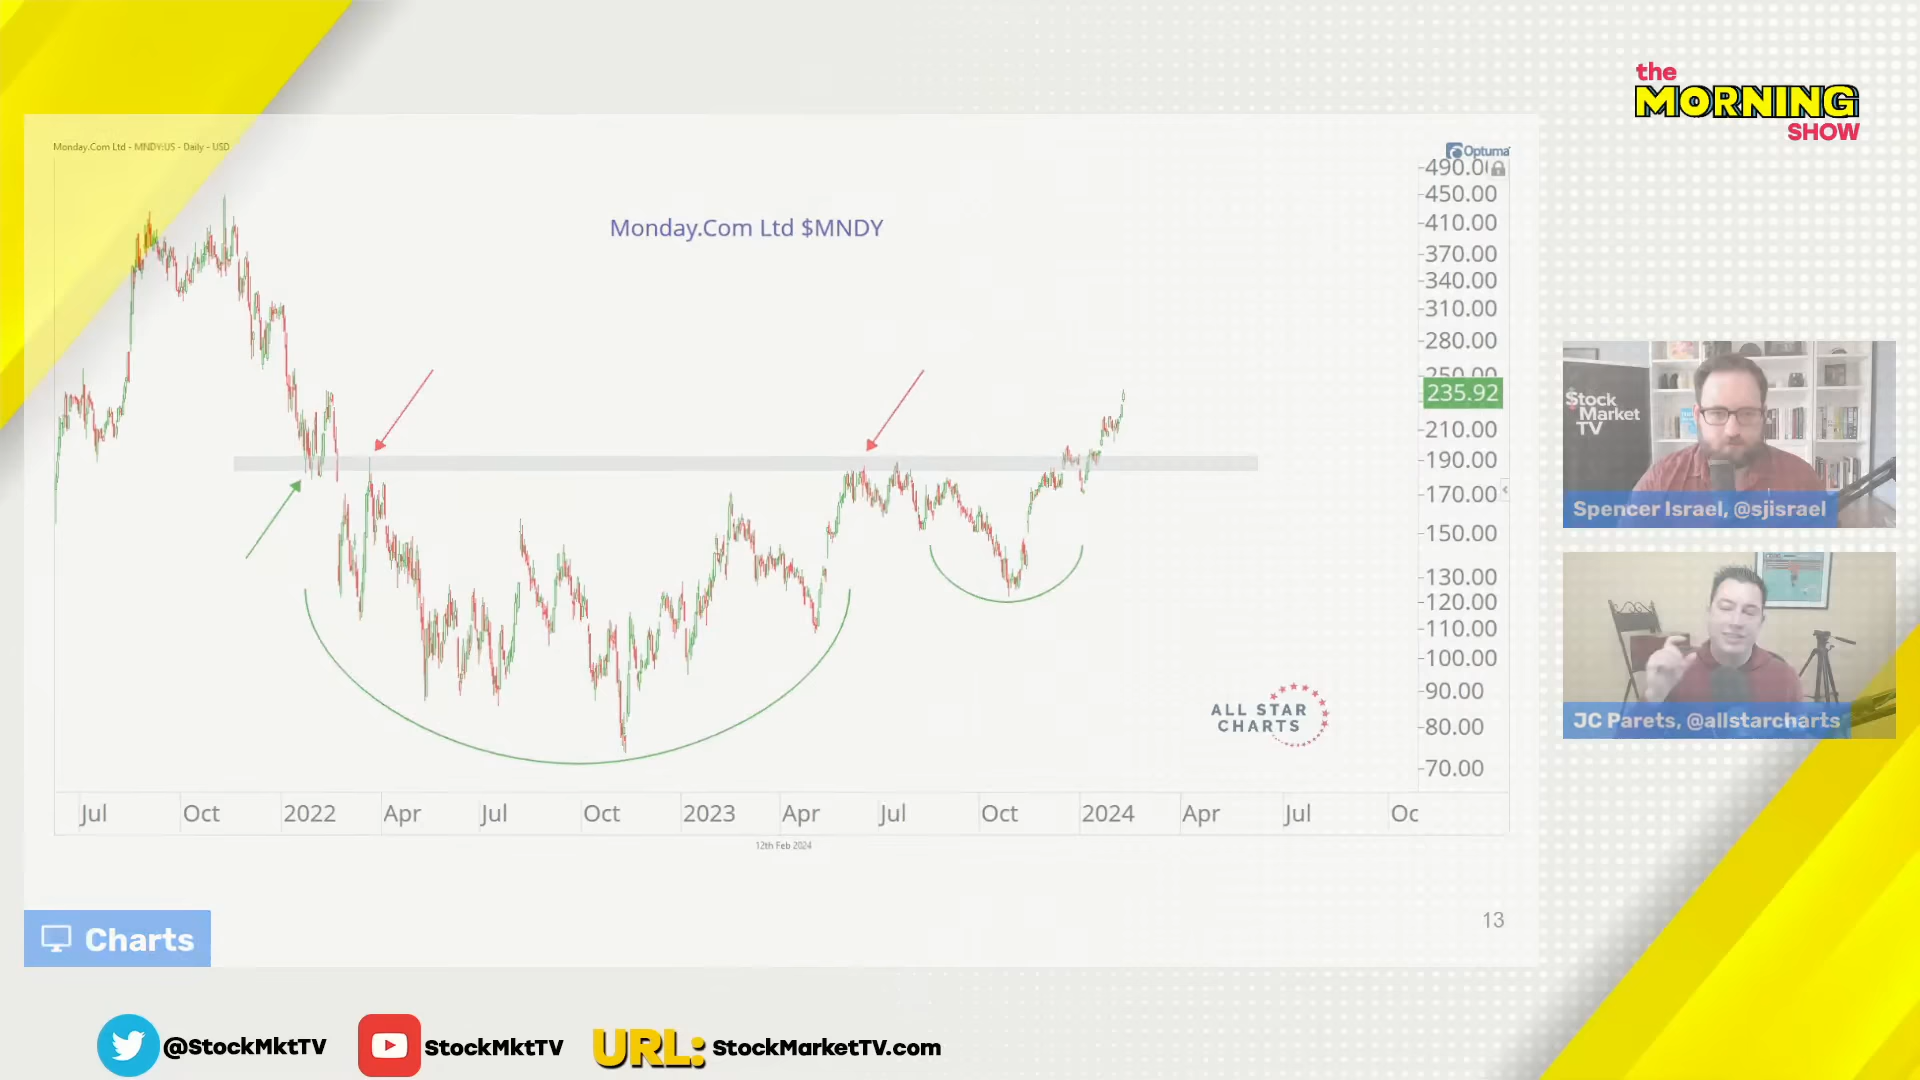 the
MORNING
SHOW
Monday.Com Ltd - MNDY:US - Daily - USD
Optuma
Monday.Com Ltd $MNDY
490.0
450.00
410.00
370.00
340.00
310.00
280.00
250.00
235.92
210.00
190.00
170.00
150.00
130.00
120.00
110.00
100.00
90.00
80.00
70.00
ALL STAR
CHARTS
Jul Oct 2022 Apr Jul Oct 2023 Apr Jul Oct 2024 Apr Jul Oc
12th Feb 2024
13
Charts
$tock
Market
TV
Spencer Israel, @sjisrael
JC Parets, @allstarcharts
@StockMktTV StockMktTV URL: StockMarketTV.com